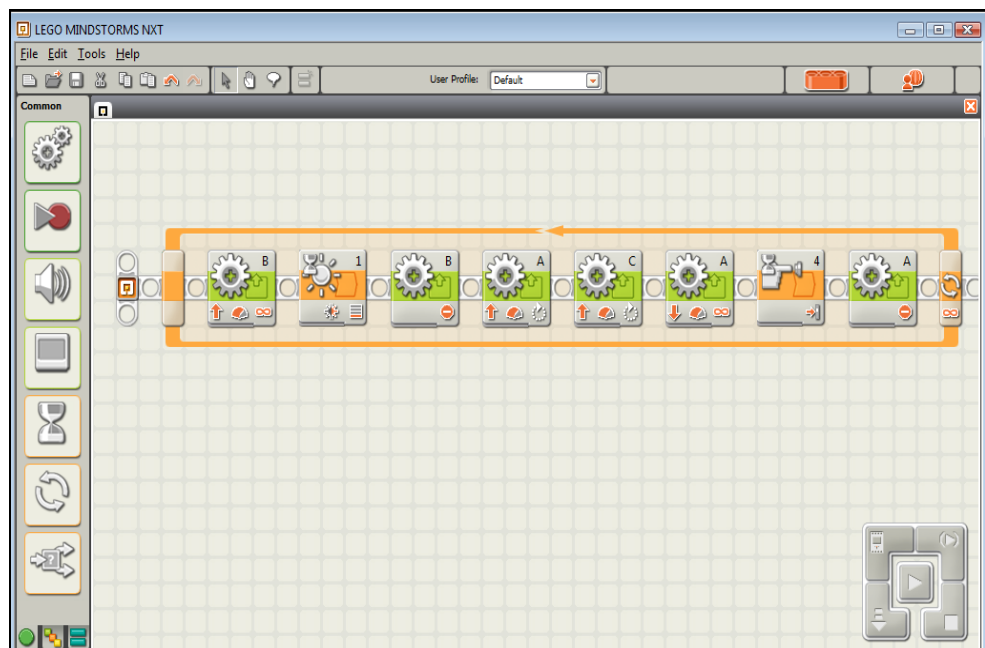 LEGO MINDSTORMS NXT
File Edit Tools Help
User Profile: Default
Common
B 1 B A C A 4 A